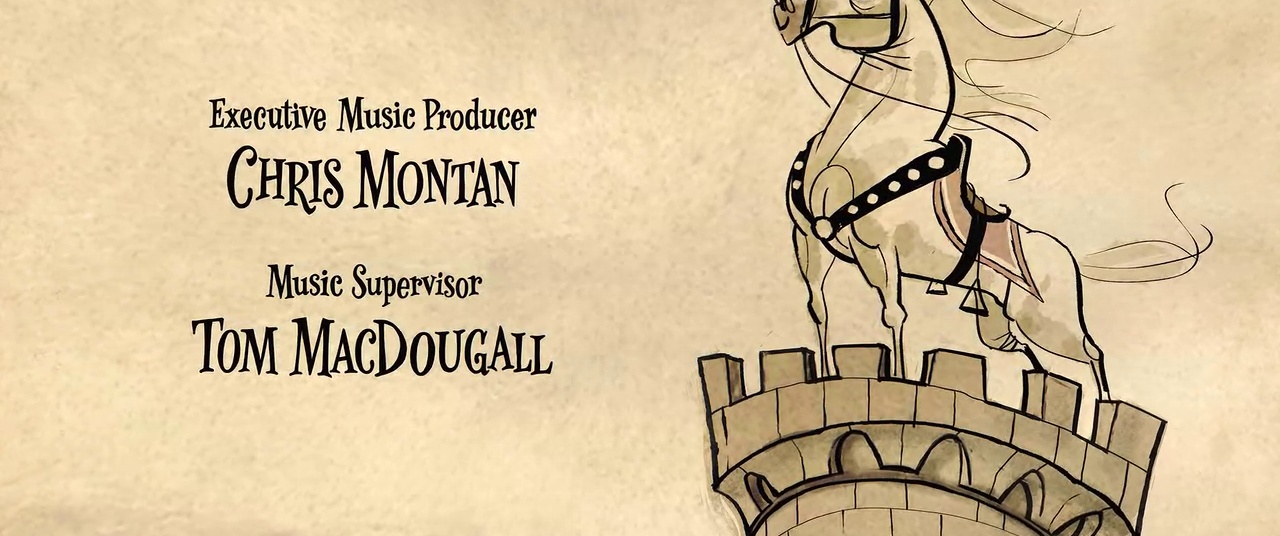 Executive Music Producer
CHRIS MONTAN
Music Supervisor
TOM MACDOUGALL